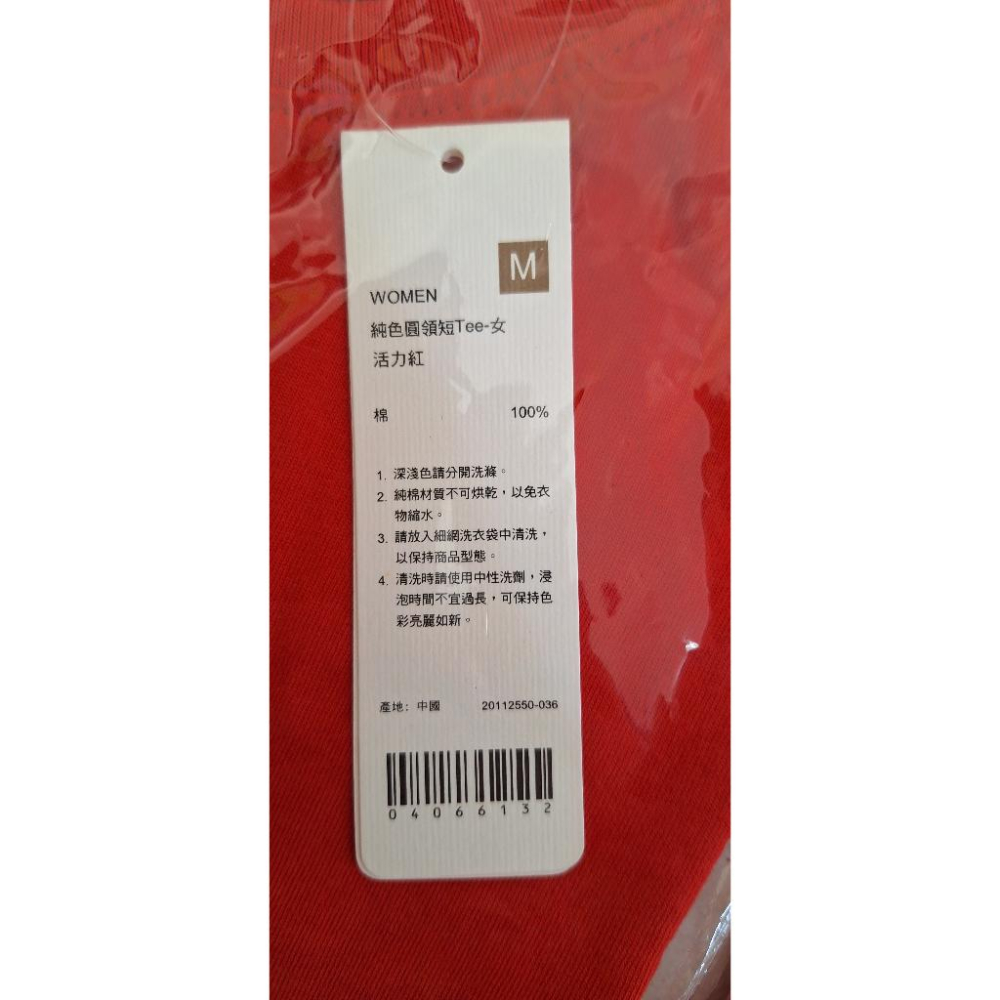 M
WOMEN
純色圓領短Tee-女
活力紅
棉 100%
1. 深淺色請分開洗滌。
2. 純棉材質不可烘乾，以免衣
物縮水。
3. 請放入細網洗衣袋中清洗，
以保持商品型態。
4. 清洗時請使用中性洗劑，浸
泡時間不宜過長，可保持色
彩亮麗如新。
產地: 中國 20112550-036
04066132